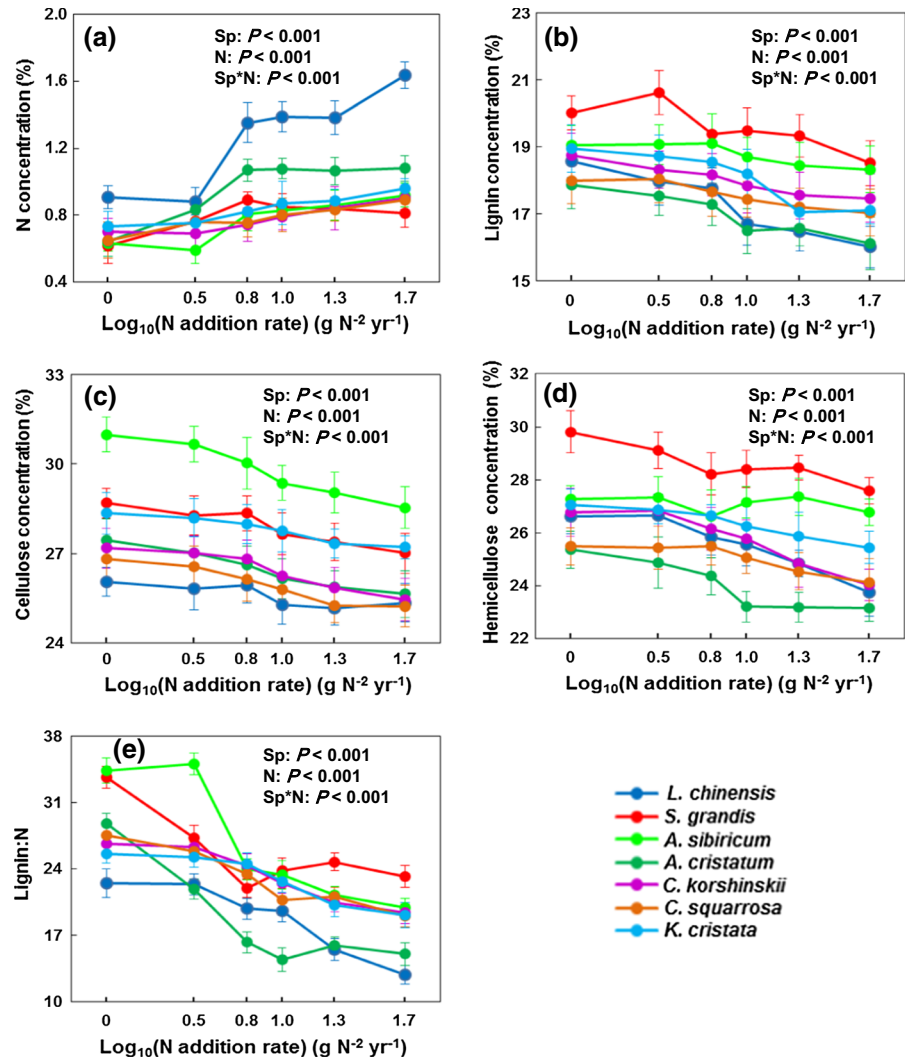 (a)
Sp: P < 0.001
N: P < 0.001
Sp*N: P < 0.001
N concentration (%)
2.0
1.6
1.2
0.8
0.4
0 0.5 0.8 1.0 1.3 1.7
Log₁₀(N addition rate) (g N⁻² yr⁻¹)
(b)
Sp: P < 0.001
N: P < 0.001
Sp*N: P < 0.001
Lignin concentration (%)
23
21
19
17
15
0 0.5 0.8 1.0 1.3 1.7
Log₁₀(N addition rate) (g N⁻² yr⁻¹)
(c)
Sp: P < 0.001
N: P < 0.001
Sp*N: P < 0.001
Cellulose concentration (%)
33
30
27
24
0 0.5 0.8 1.0 1.3 1.7
Log₁₀(N addition rate) (g N⁻² yr⁻¹)
(d)
Sp: P < 0.001
N: P < 0.001
Sp*N: P < 0.001
Hemicellulose concentration (%)
32
30
28
26
24
22
0 0.5 0.8 1.0 1.3 1.7
Log₁₀(N addition rate) (g N⁻² yr⁻¹)
(e)
Sp: P < 0.001
N: P < 0.001
Sp*N: P < 0.001
Lignin:N
38
31
24
17
10
0 0.5 0.8 1.0 1.3 1.7
Log₁₀(N addition rate) (g N⁻² yr⁻¹)
L. chinensis
S. grandis
A. sibiricum
A. cristatum
C. korshinskii
C. squarrosa
K. cristata